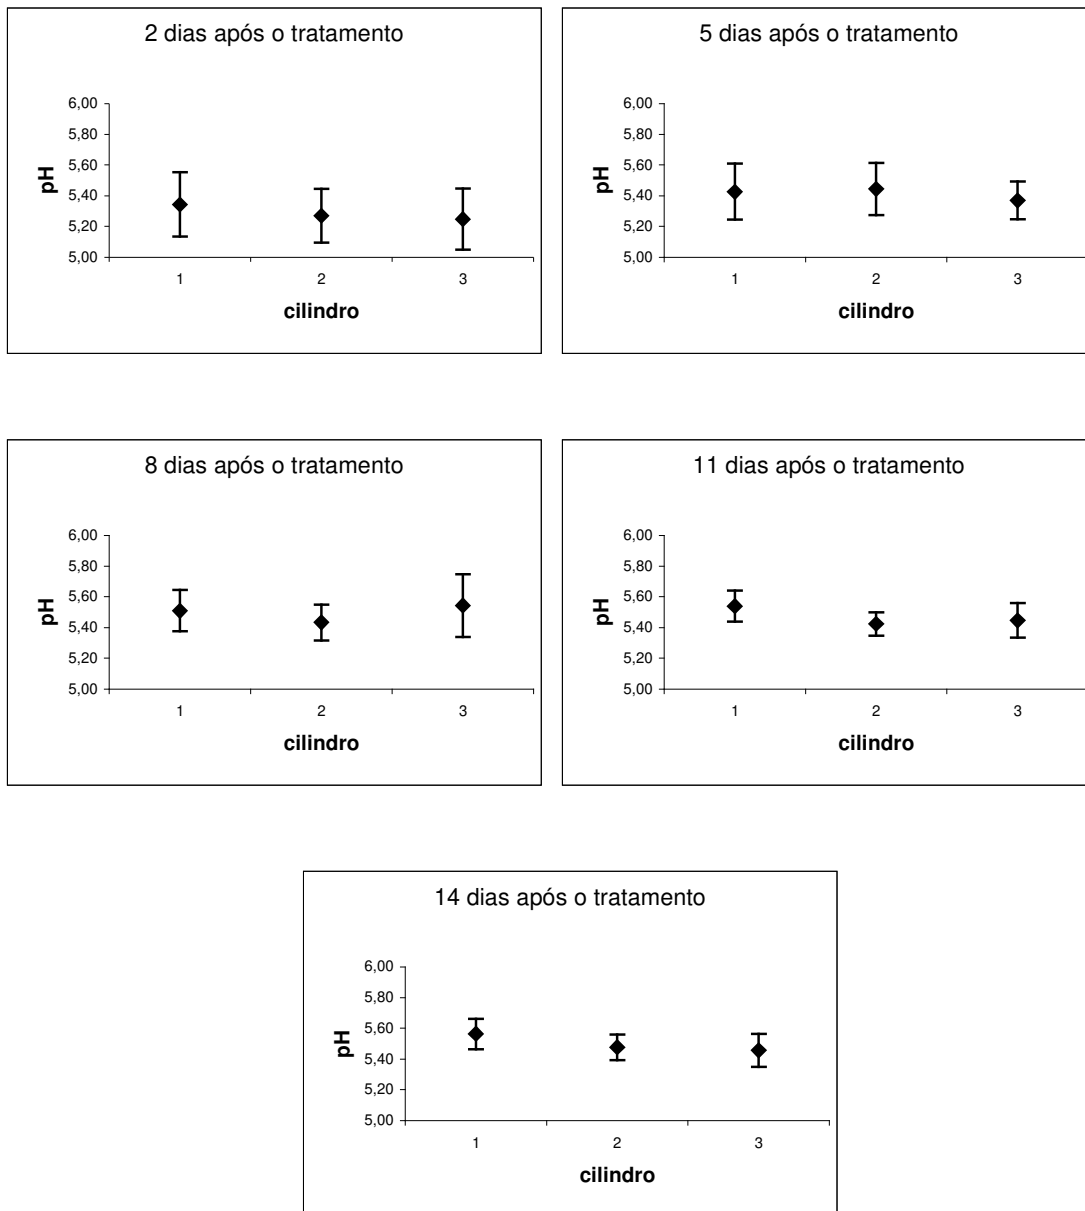 2 dias após o tratamento
6,00
5,80
5,60
5,40
5,20
5,00
pH
1 2 3
cilindro
5 dias após o tratamento
6,00
5,80
5,60
5,40
5,20
5,00
pH
1 2 3
cilindro
8 dias após o tratamento
6,00
5,80
5,60
5,40
5,20
5,00
pH
1 2 3
cilindro
11 dias após o tratamento
6,00
5,80
5,60
5,40
5,20
5,00
pH
1 2 3
cilindro
14 dias após o tratamento
6,00
5,80
5,60
5,40
5,20
5,00
pH
1 2 3
cilindro